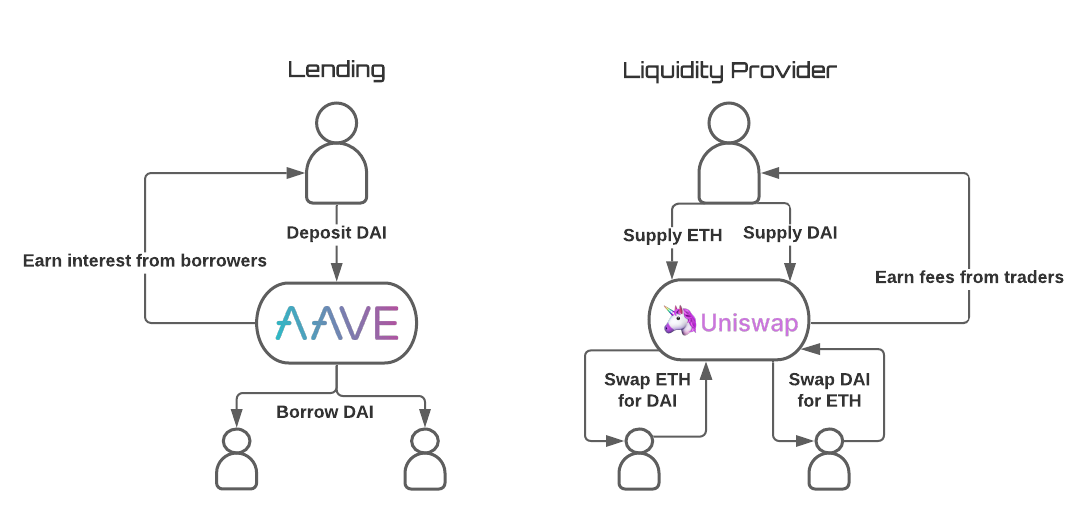 Lending
Deposit DAI
Earn interest from borrowers
AAVE
Borrow DAI
Liquidity Provider
Supply ETH
Supply DAI
Earn fees from traders
Uniswap
Swap ETH
for DAI
Swap DAI
for ETH